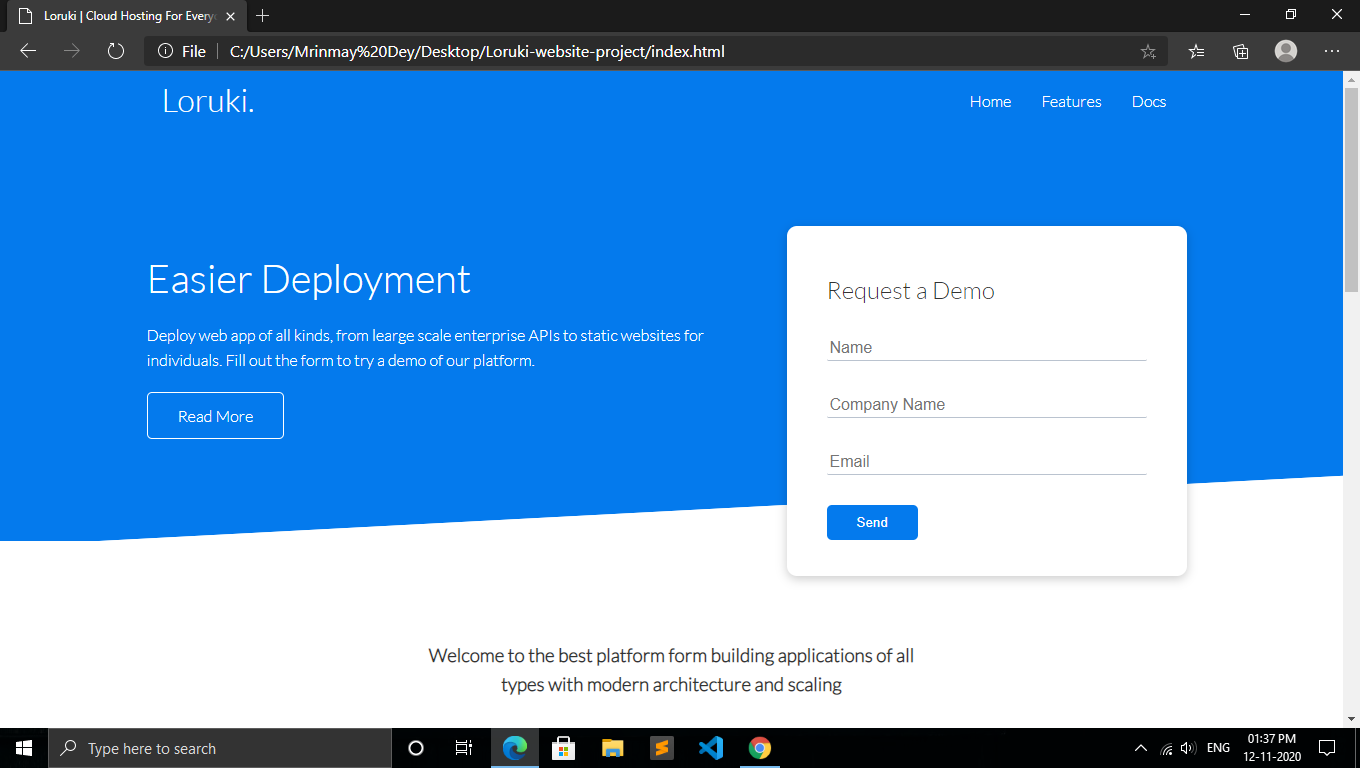 Loruki | Cloud Hosting For Everyo
File
C:/Users/Mrinmay%20Dey/Desktop/Loruki-website-project/index.html
Loruki.
Home
Features
Docs
Easier Deployment
Deploy web app of all kinds, from learge scale enterprise APIs to static websites for
individuals. Fill out the form to try a demo of our platform.
Read More
Request a Demo
Name
Company Name
Email
Send
Welcome to the best platform form building applications of all
types with modern architecture and scaling
Type here to search
ENG
01:37 PM
12-11-2020